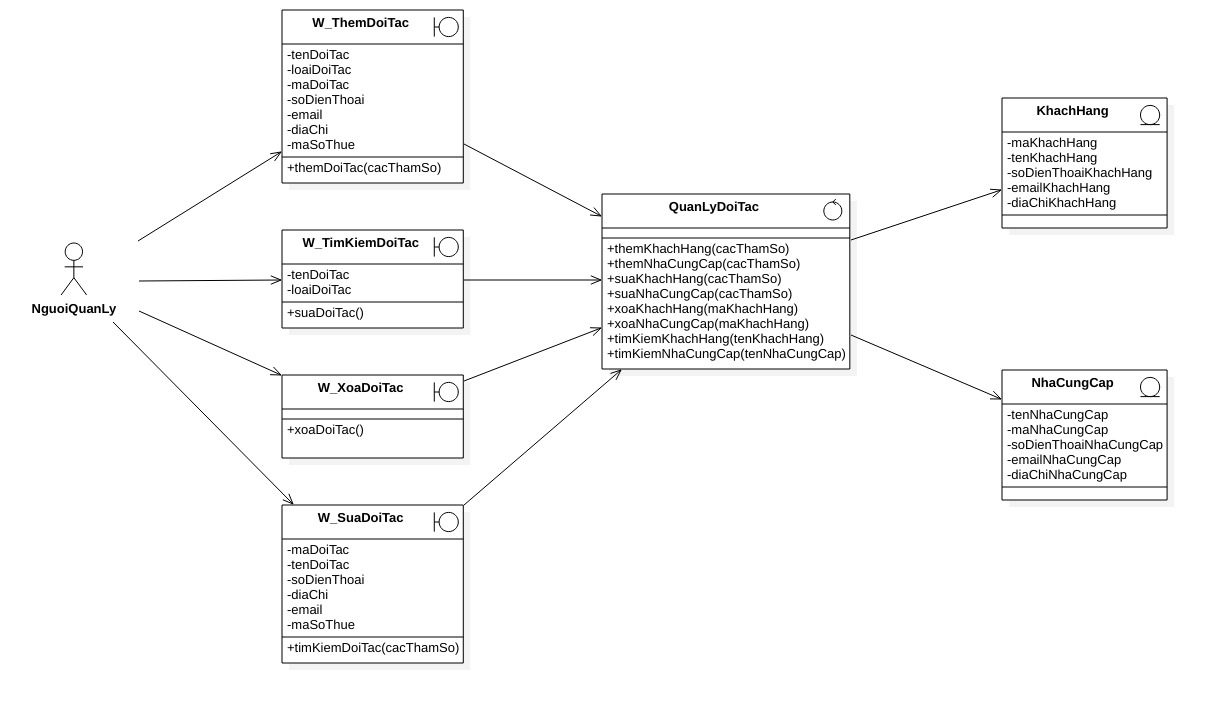 W_ThemDoiTac
-tenDoiTac
-loaiDoiTac
-maDoiTac
-soDienThoai
-email
-diaChi
-maSoThue
+themDoiTac(cacThamSo)
NguoiQuanLy
W_TimKiemDoiTac
-tenDoiTac
-loaiDoiTac
+suaDoiTac()
W_XoaDoiTac
+xoaDoiTac()
W_SuaDoiTac
-maDoiTac
-tenDoiTac
-soDienThoai
-diaChi
-email
-maSoThue
+timKiemDoiTac(cacThamSo)
QuanLyDoiTac
+themKhachHang(cacThamSo)
+themNhaCungCap(cacThamSo)
+suaKhachHang(cacThamSo)
+suaNhaCungCap(cacThamSo)
+xoaKhachHang(maKhachHang)
+xoaNhaCungCap(maKhachHang)
+timKiemKhachHang(tenKhachHang)
+timKiemNhaCungCap(tenNhaCungCap)
KhachHang
-maKhachHang
-tenKhachHang
-soDienThoaiKhachHang
-emailKhachHang
-diaChiKhachHang
NhaCungCap
-tenNhaCungCap
-maNhaCungCap
-soDienThoaiNhaCungCap
-emailNhaCungCap
-diaChiNhaCungCap